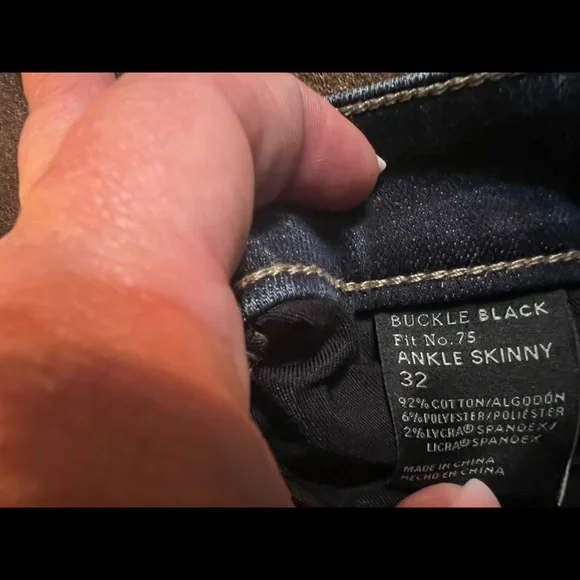 BUCKLE BLACK
Fit No.75
ANKLE SKINNY
32
92% COTTON/ALGODÓN
6% POLYESTER/POLIÉSTER
2% LYCRA® SPANDEX/
LICRA® SPANDEX
MADE IN CHINA
HECHO EN CHINA